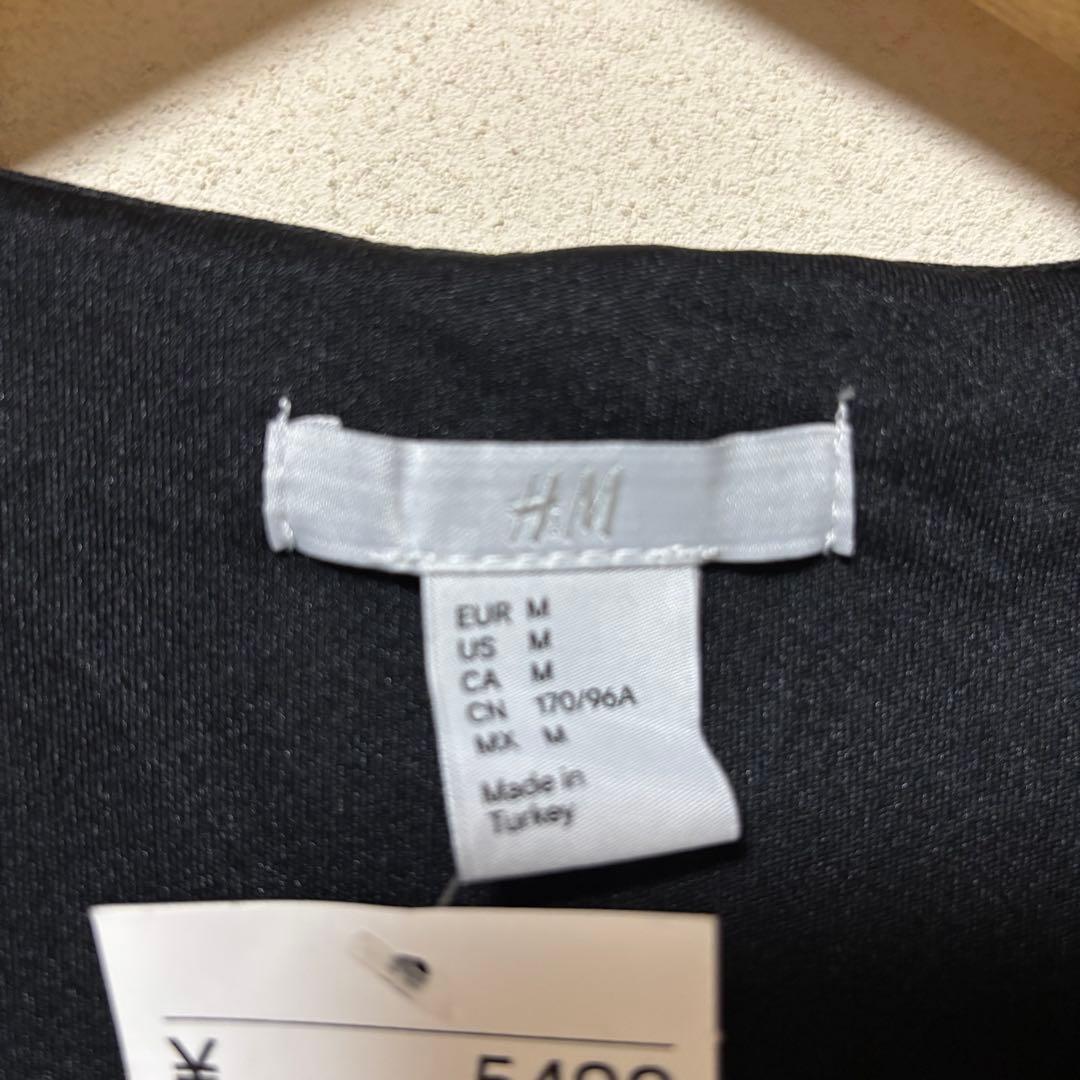 H&M
EUR M
US M
CA M
CN 170/96A
MX M
Made in
Turkey